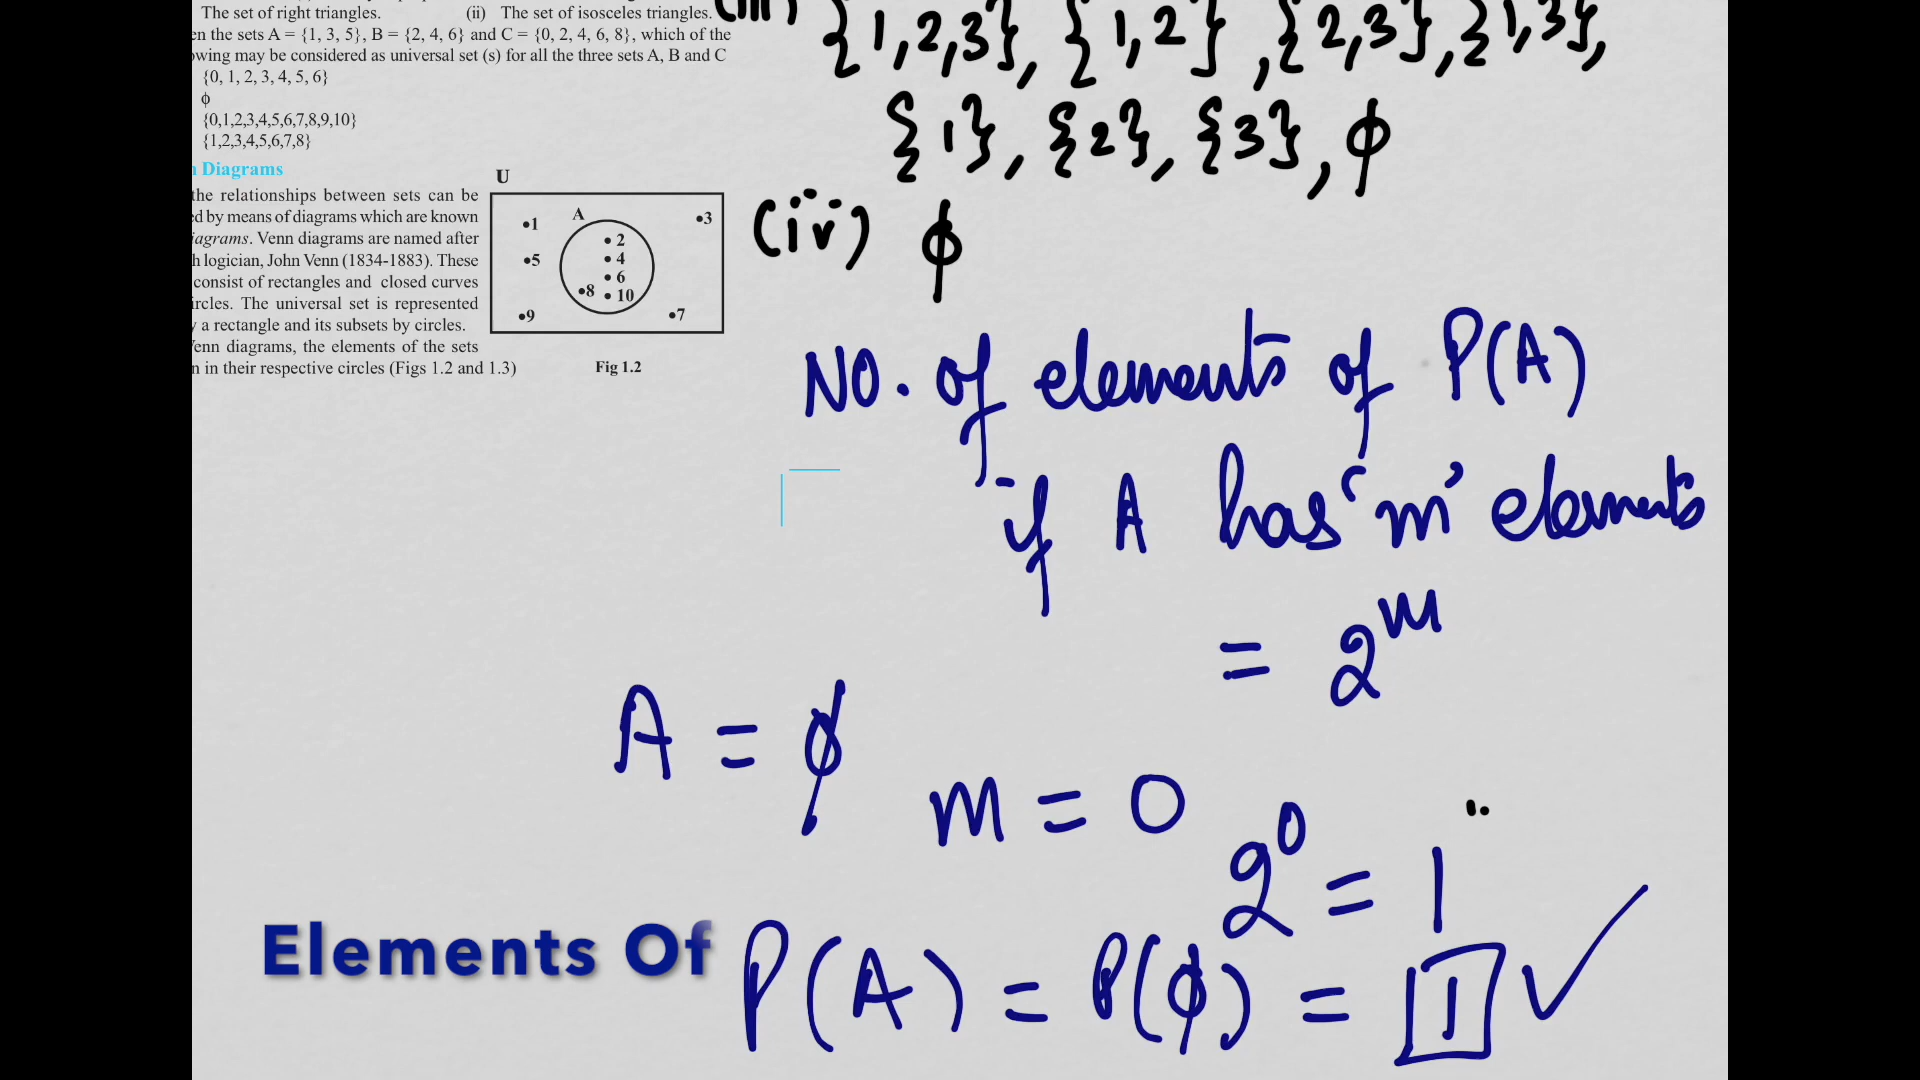 The set of right triangles. (ii) The set of isosceles triangles.
en the sets A = {1, 3, 5}, B = {2, 4, 6} and C = {0, 2, 4, 6, 8}, which of the
owing may be considered as universal set (s) for all the three sets A, B and C
{0, 1, 2, 3, 4, 5, 6}
ϕ
{0,1,2,3,4,5,6,7,8,9,10}
{1,2,3,4,5,6,7,8}
Diagrams
the relationships between sets can be
ed by means of diagrams which are known
iagrams. Venn diagrams are named after
h logician, John Venn (1834-1883). These
consist of rectangles and closed curves
ircles. The universal set is represented
y a rectangle and its subsets by circles.
Venn diagrams, the elements of the sets
n in their respective circles (Figs 1.2 and 1.3)
U
A
•1
•3
• 2
•5
• 4
• 6
•8
• 10
•9
•7
Fig 1.2
(iii) {1,2,3}, {1,2}, {2,3}, {1,3},
{1}, {2}, {3}, ϕ
(iv) ϕ
NO. of elements of P(A)
if A has 'm' elements
= 2^m
A = ϕ
m = 0
2^0 = 1
Elements Of P(A) = P(ϕ) = 1 ✓